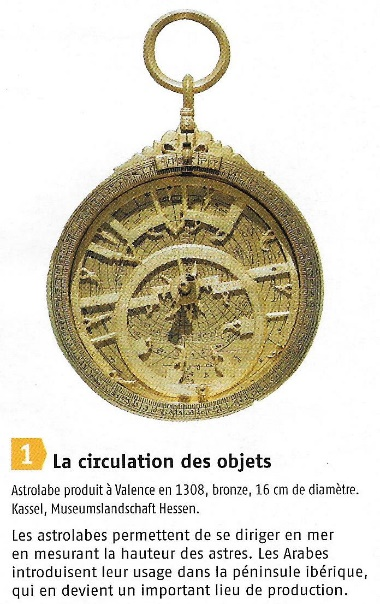 1 La circulation des objets
Astrolabe produit à Valence en 1308, bronze, 16 cm de diamètre.
Kassel, Museumslandschaft Hessen.
Les astrolabes permettent de se diriger en mer
en mesurant la hauteur des astres. Les Arabes
introduisent leur usage dans la péninsule ibérique,
qui en devient un important lieu de production.